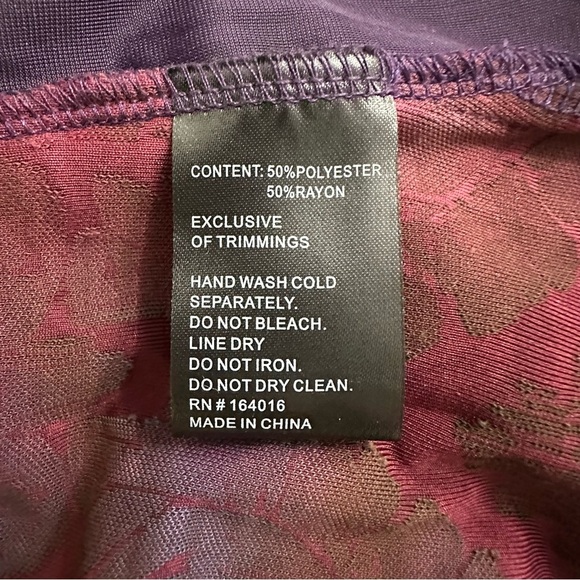 CONTENT: 50%POLYESTER
50%RAYON
EXCLUSIVE
OF TRIMMINGS
HAND WASH COLD
SEPARATELY.
DO NOT BLEACH.
LINE DRY
DO NOT IRON.
DO NOT DRY CLEAN.
RN # 164016
MADE IN CHINA